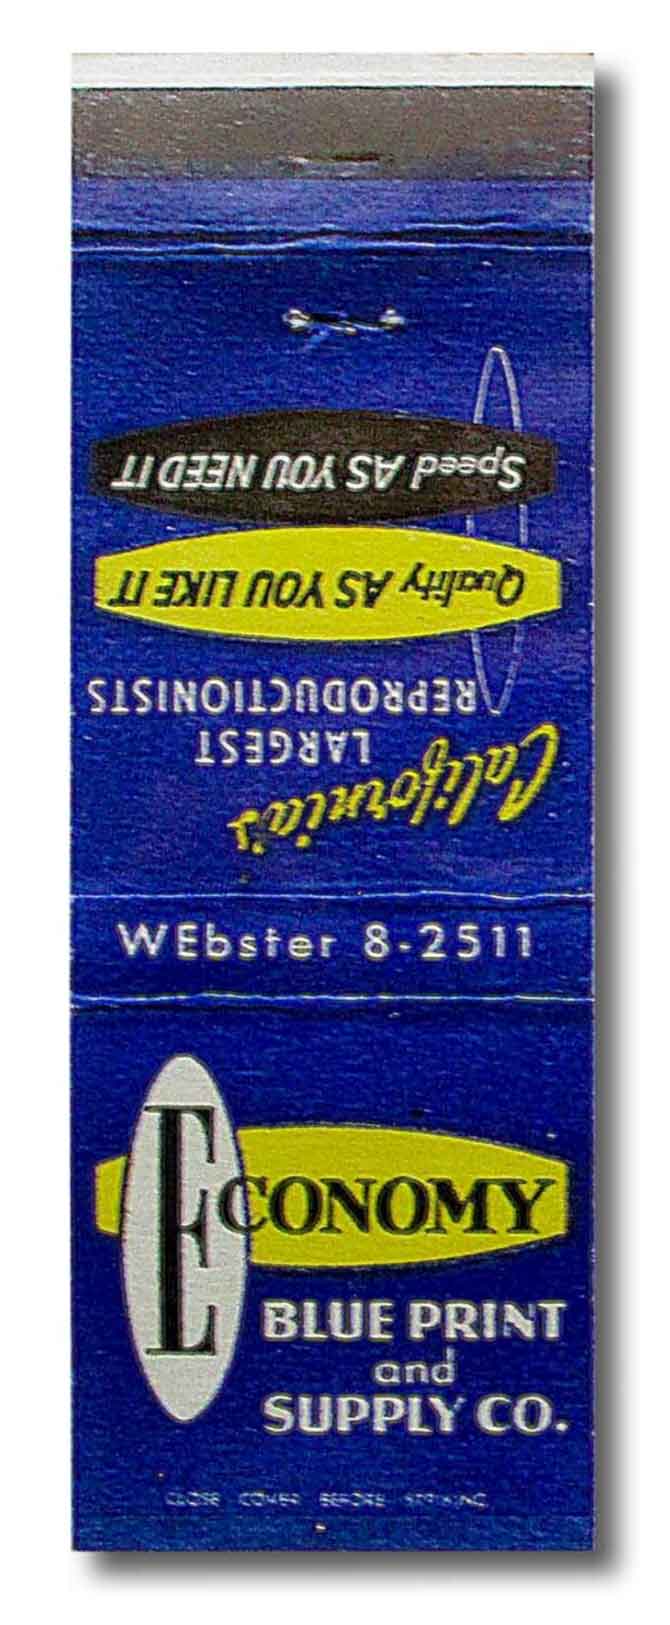 California's
LARGEST
REPRODUCTIONISTS
Quality AS YOU LIKE IT
Speed AS YOU NEED IT
WEbster 8-2511
ECONOMY
BLUE PRINT
and
SUPPLY CO.
CLOSE COVER BEFORE STRIKING